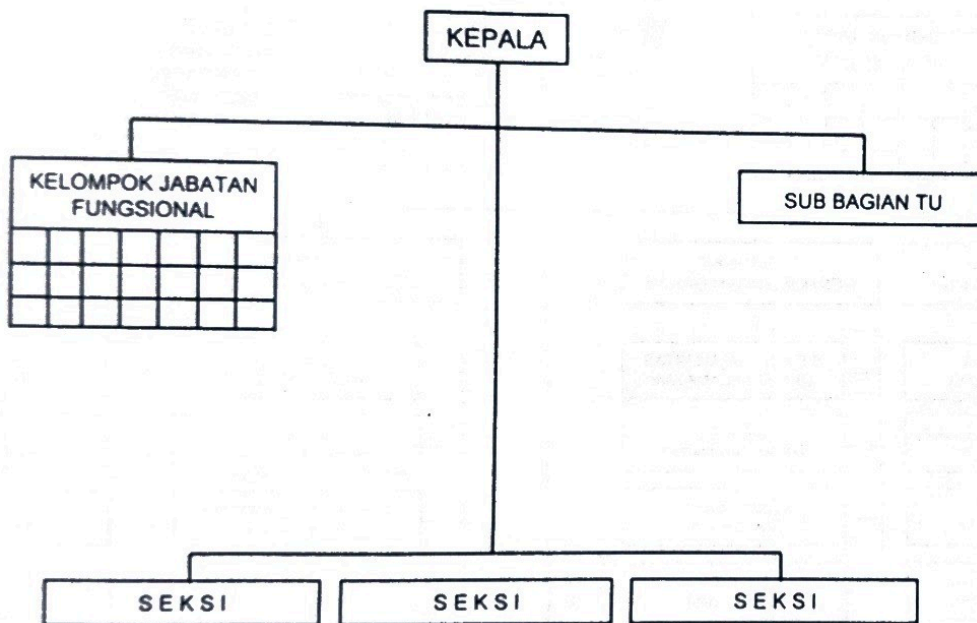 KEPALA
KELOMPOK JABATAN
FUNGSIONAL
SUB BAGIAN TU
SEKSI
SEKSI
SEKSI